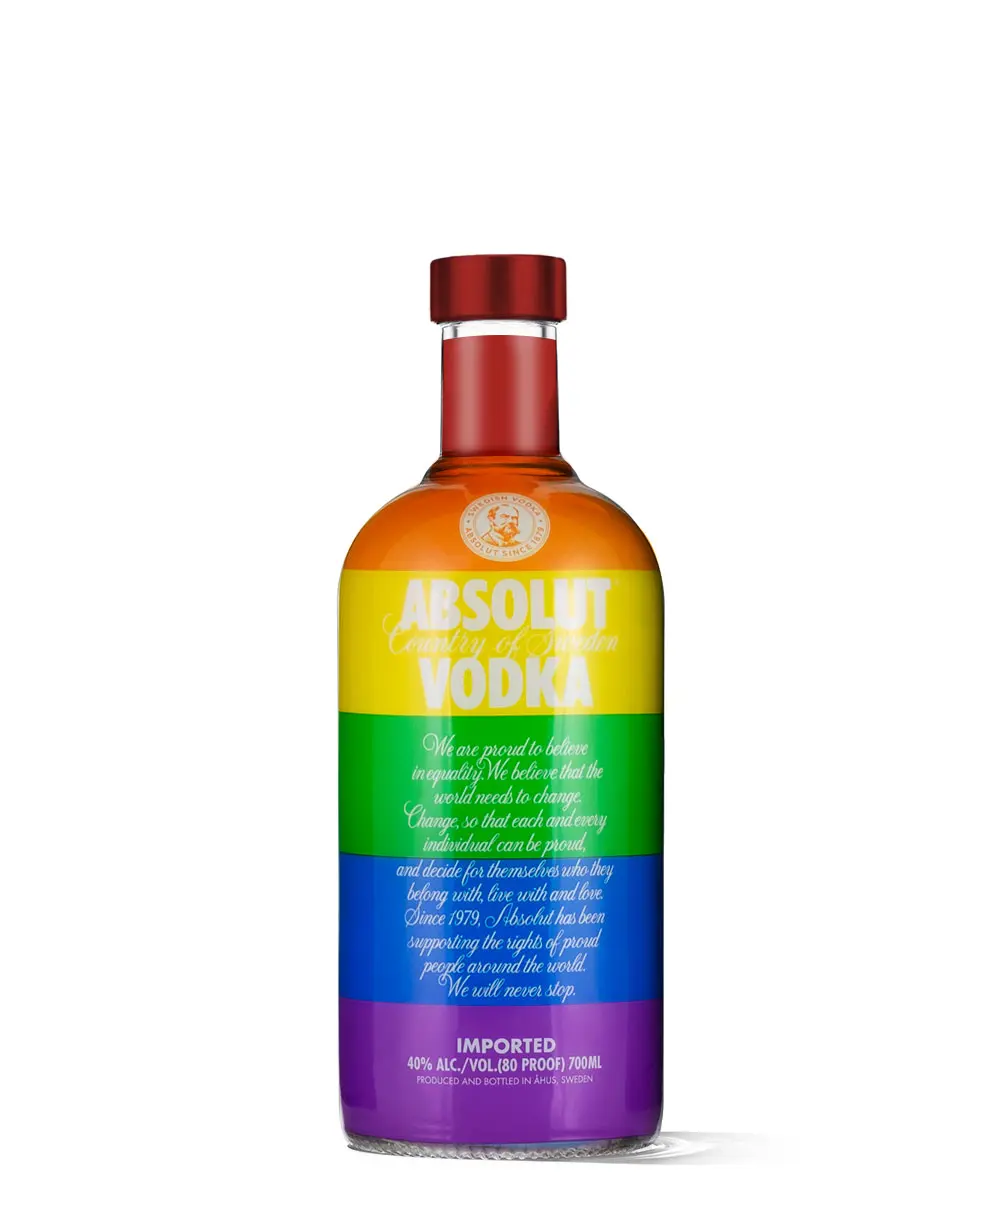 SWEDISH VODKA
ABSOLUT SINCE 1879
ABSOLUT
Country of Sweden
VODKA
We are proud to believe
in equality. We believe that the
world needs to change.
Change, so that each and every
individual can be proud,
and decide for themselves who they
belong with, live with and love.
Since 1979, Absolut has been
supporting the rights of proud
people around the world.
We will never stop.
IMPORTED
40% ALC./VOL.(80 PROOF) 700ML
PRODUCED AND BOTTLED IN ÅHUS, SWEDEN